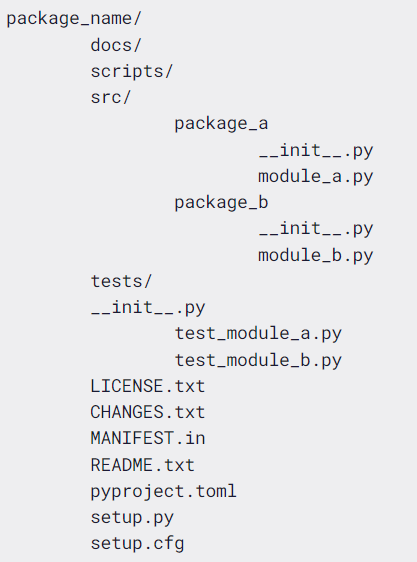 package_name/
docs/
scripts/
src/
package_a
__init__.py
module_a.py
package_b
__init__.py
module_b.py
tests/
__init__.py
test_module_a.py
test_module_b.py
LICENSE.txt
CHANGES.txt
MANIFEST.in
README.txt
pyproject.toml
setup.py
setup.cfg